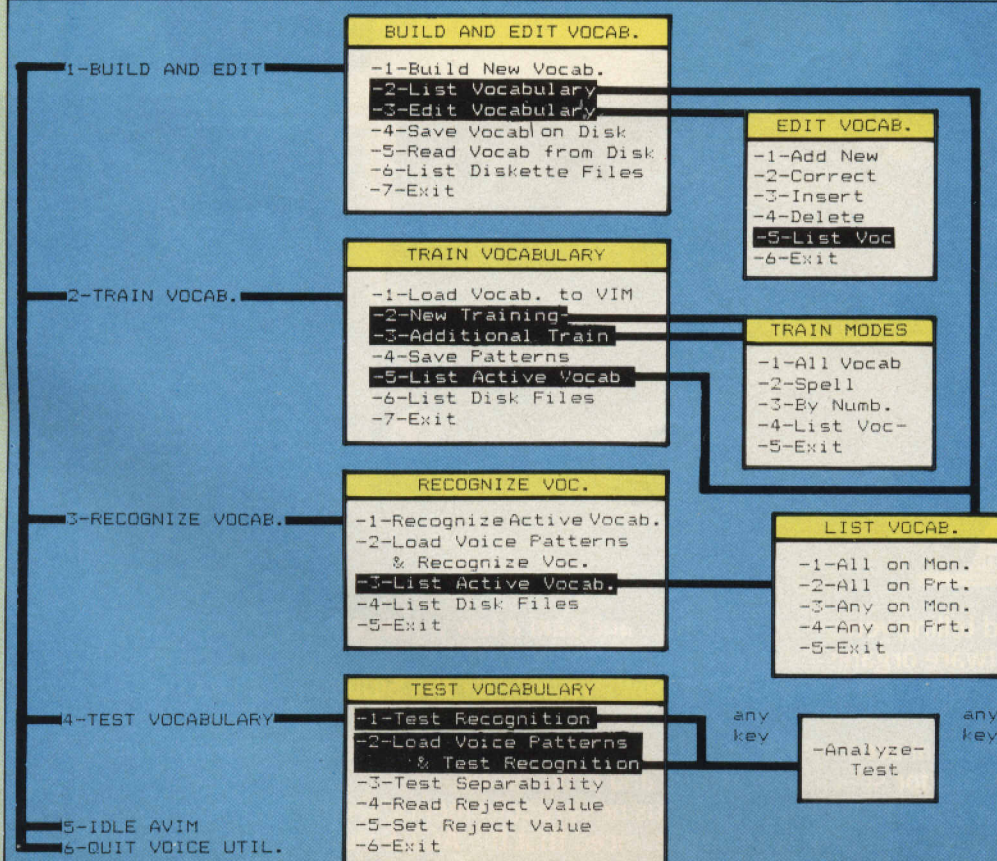 BUILD AND EDIT VOCAB.
1-BUILD AND EDIT
-1-Build New Vocab.
-2-List Vocabulary
-3-Edit Vocabulary
-4-Save Vocab on Disk
-5-Read Vocab from Disk
-6-List Diskette Files
-7-Exit
EDIT VOCAB.
-1-Add New
-2-Correct
-3-Insert
-4-Delete
-5-List Voc
-6-Exit
TRAIN VOCABULARY
2-TRAIN VOCAB.
-1-Load Vocab. to VIM
-2-New Training-
-3-Additional Train
-4-Save Patterns
-5-List Active Vocab
-6-List Disk Files
-7-Exit
TRAIN MODES
-1-All Vocab
-2-Spell
-3-By Numb.
-4-List Voc-
-5-Exit
RECOGNIZE VOC.
3-RECOGNIZE VOCAB.
-1-Recognize Active Vocab.
-2-Load Voice Patterns
& Recognize Voc.
-3-List Active Vocab.
-4-List Disk Files
-5-Exit
LIST VOCAB.
-1-All on Mon.
-2-All on Prt.
-3-Any on Mon.
-4-Any on Prt.
-5-Exit
TEST VOCABULARY
4-TEST VOCABULARY
-1-Test Recognition
-2-Load Voice Patterns
& Test Recognition
-3-Test Separability
-4-Read Reject Value
-5-Set Reject Value
-6-Exit
any
key
-Analyze-
Test
any
key
5-IDLE AVIM
6-QUIT VOICE UTIL.